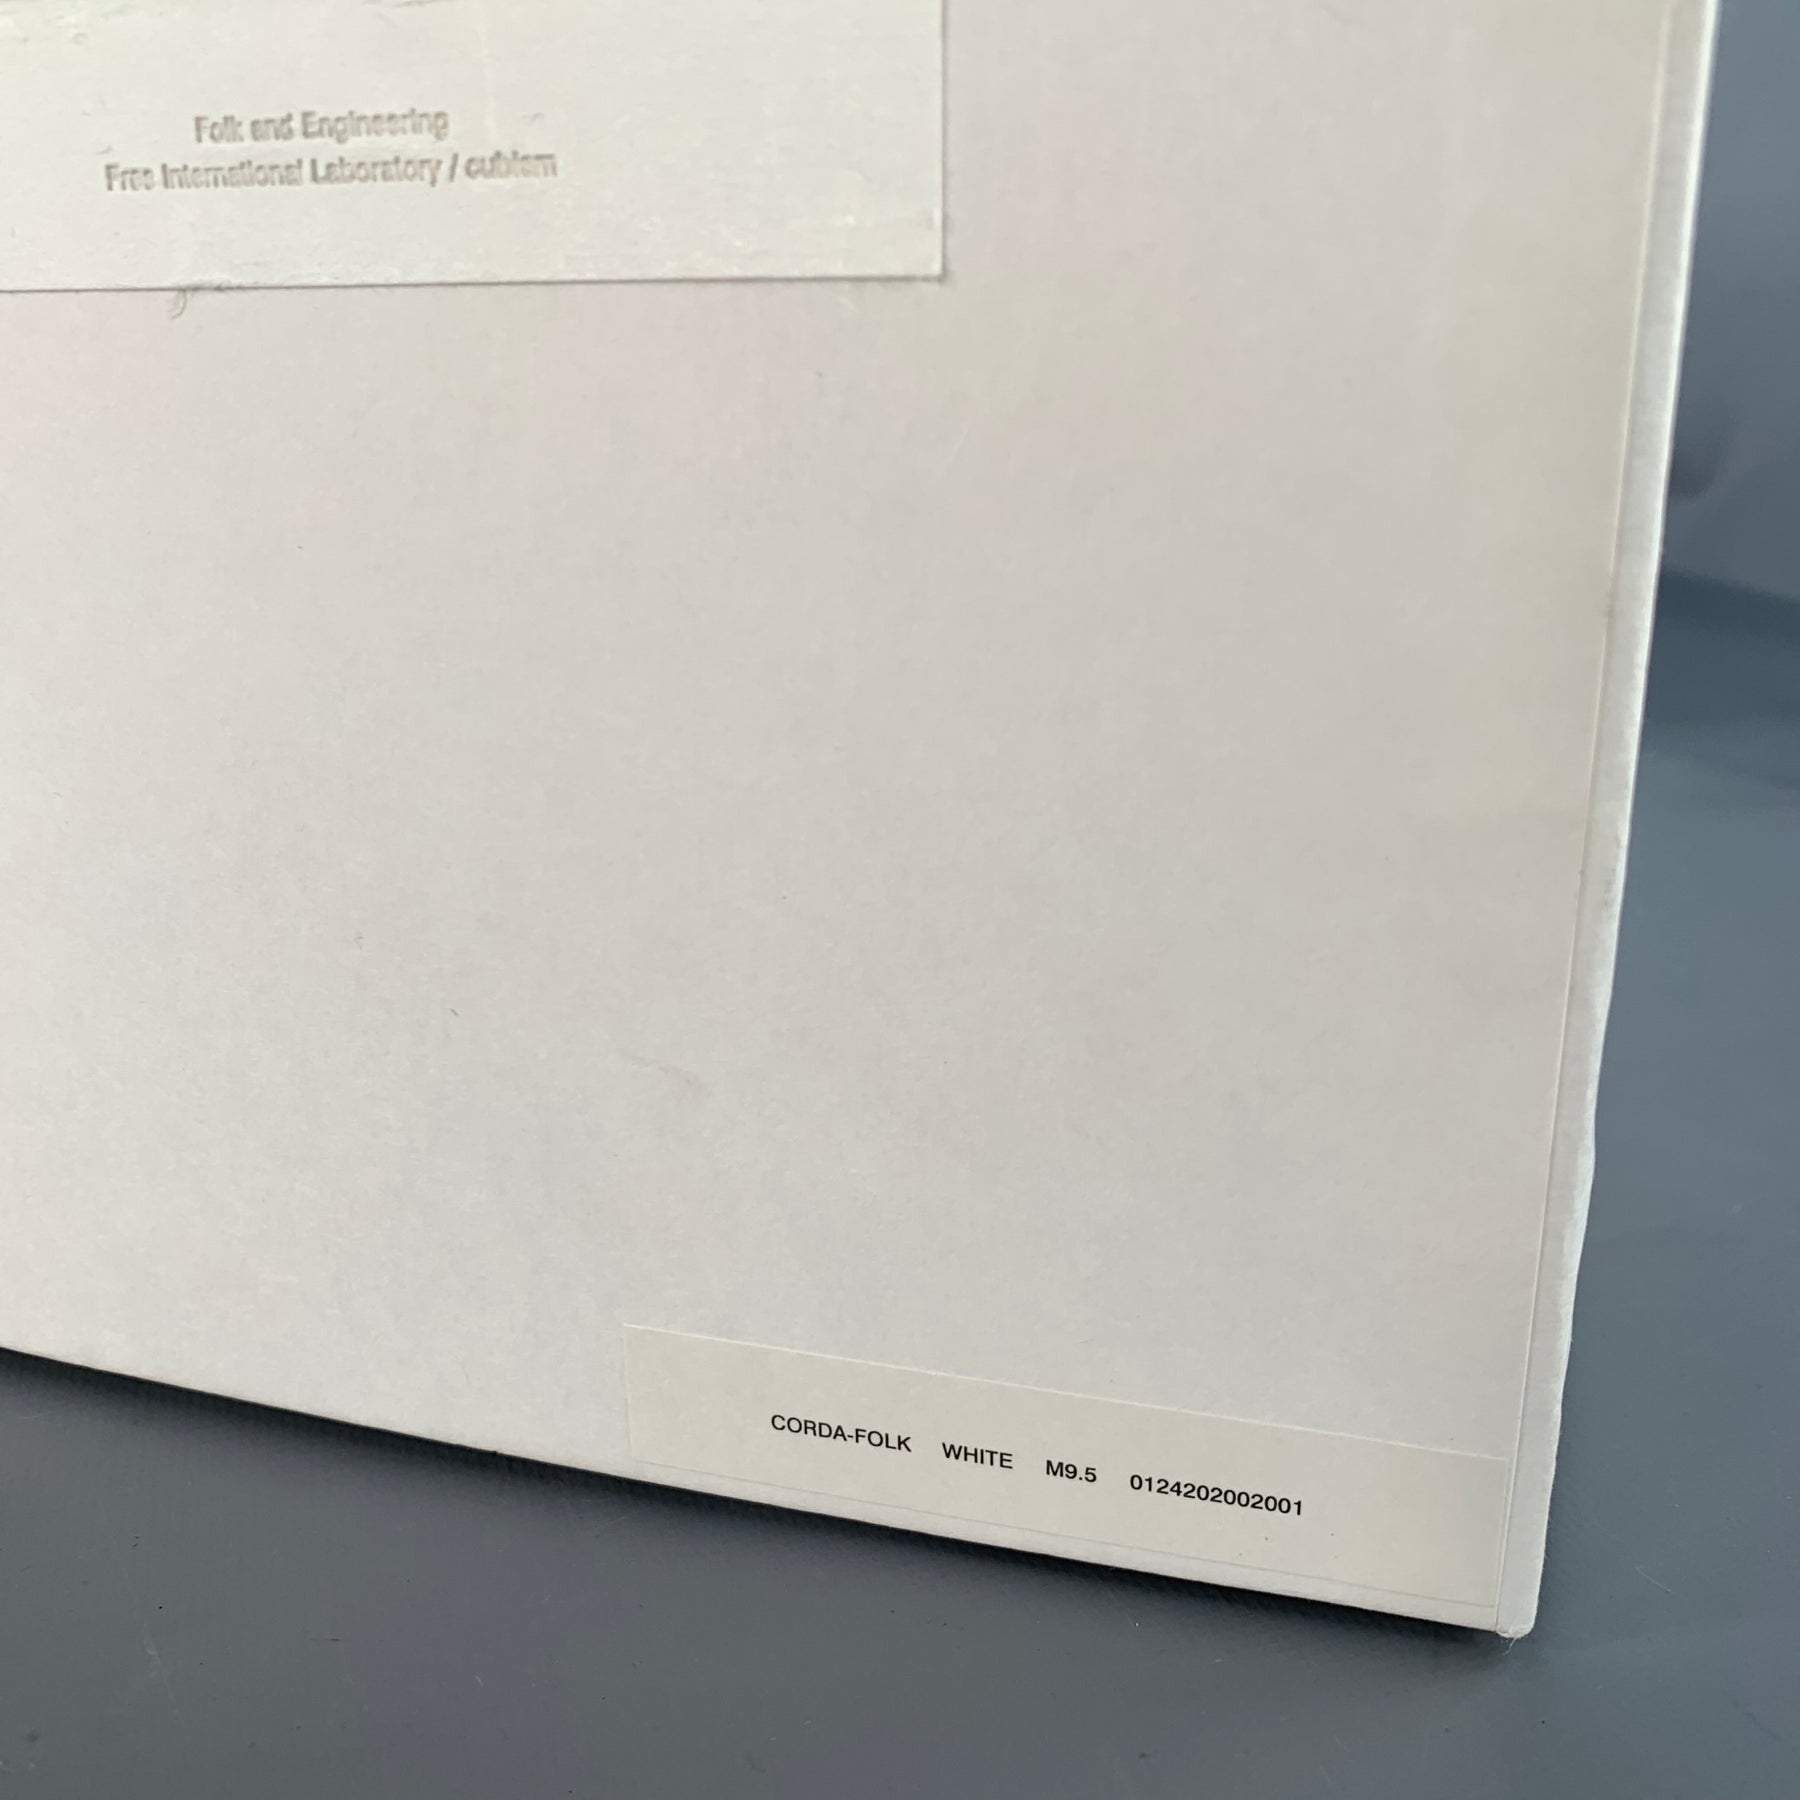 Folk and Engineering
Free International Laboratory / cubism
CORDA-FOLK WHITE M9.5 0124202002001